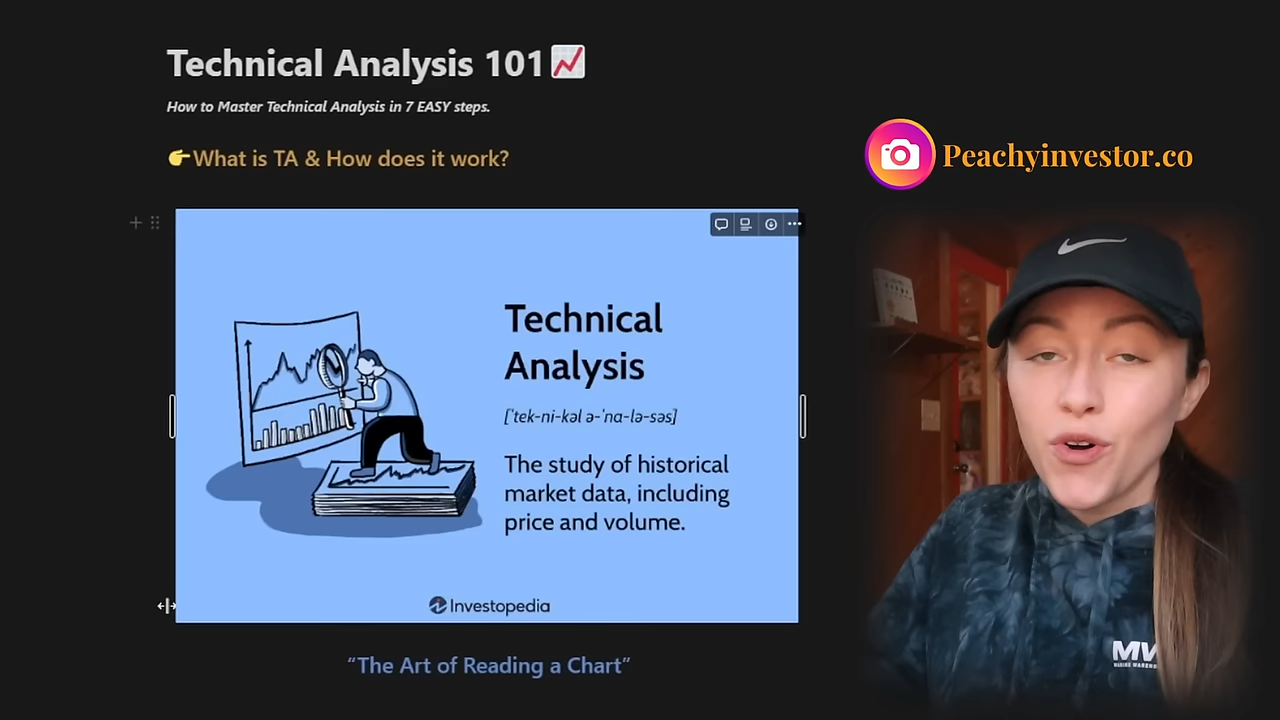 Technical Analysis 101📈
How to Master Technical Analysis in 7 EASY steps.
👉What is TA & How does it work?
Peachyinvestor.co
Technical
Analysis
[ˈtek-ni-kəl ə-ˈna-lə-səs]
The study of historical
market data, including
price and volume.
Investopedia
“The Art of Reading a Chart”